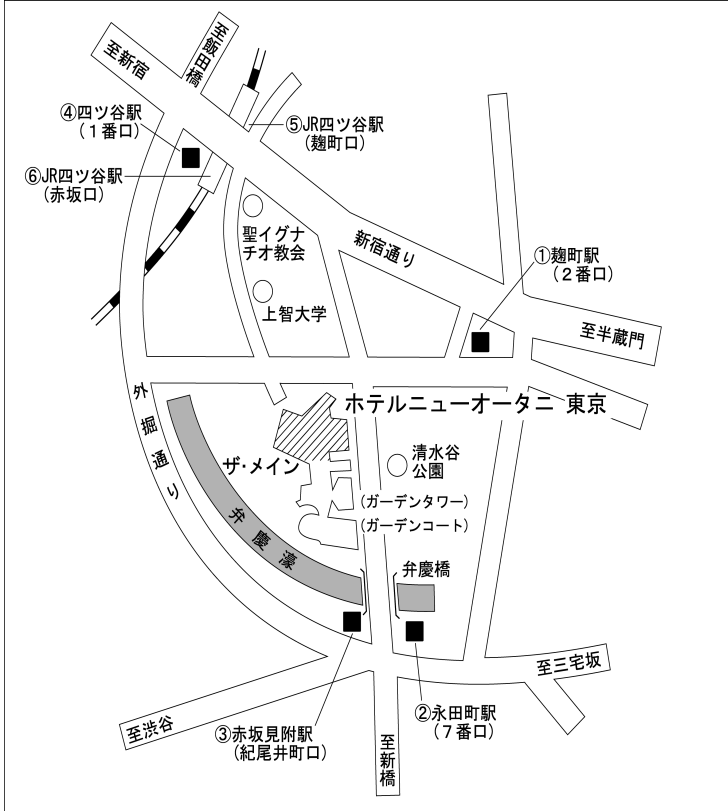 至新宿
至飯田橋
④四ツ谷駅
(１番口)
⑤JR四ツ谷駅
(麹町口)
⑥JR四ツ谷駅
(赤坂口)
聖イグナ
チオ教会
新宿通り
①麹町駅
(２番口)
上智大学
至半蔵門
外堀通り
ホテルニューオータニ 東京
ザ・メイン
清水谷
公園
(ガーデンタワー)
(ガーデンコート)
弁慶濠
弁慶橋
至三宅坂
②永田町駅
(７番口)
至渋谷
③赤坂見附駅
(紀尾井町口)
至新橋